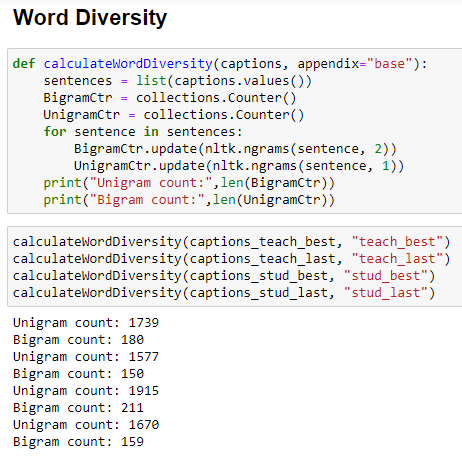 Word Diversity
def calculateWordDiversity(captions, appendix="base"):
    sentences = list(captions.values())
    BigramCtr = collections.Counter()
    UnigramCtr = collections.Counter()
    for sentence in sentences:
        BigramCtr.update(nltk.ngrams(sentence, 2))
        UnigramCtr.update(nltk.ngrams(sentence, 1))
    print("Unigram count:",len(BigramCtr))
    print("Bigram count:",len(UnigramCtr))
calculateWordDiversity(captions_teach_best, "teach_best")
calculateWordDiversity(captions_teach_last, "teach_last")
calculateWordDiversity(captions_stud_best, "stud_best")
calculateWordDiversity(captions_stud_last, "stud_last")
Unigram count: 1739
Bigram count: 180
Unigram count: 1577
Bigram count: 150
Unigram count: 1915
Bigram count: 211
Unigram count: 1670
Bigram count: 159